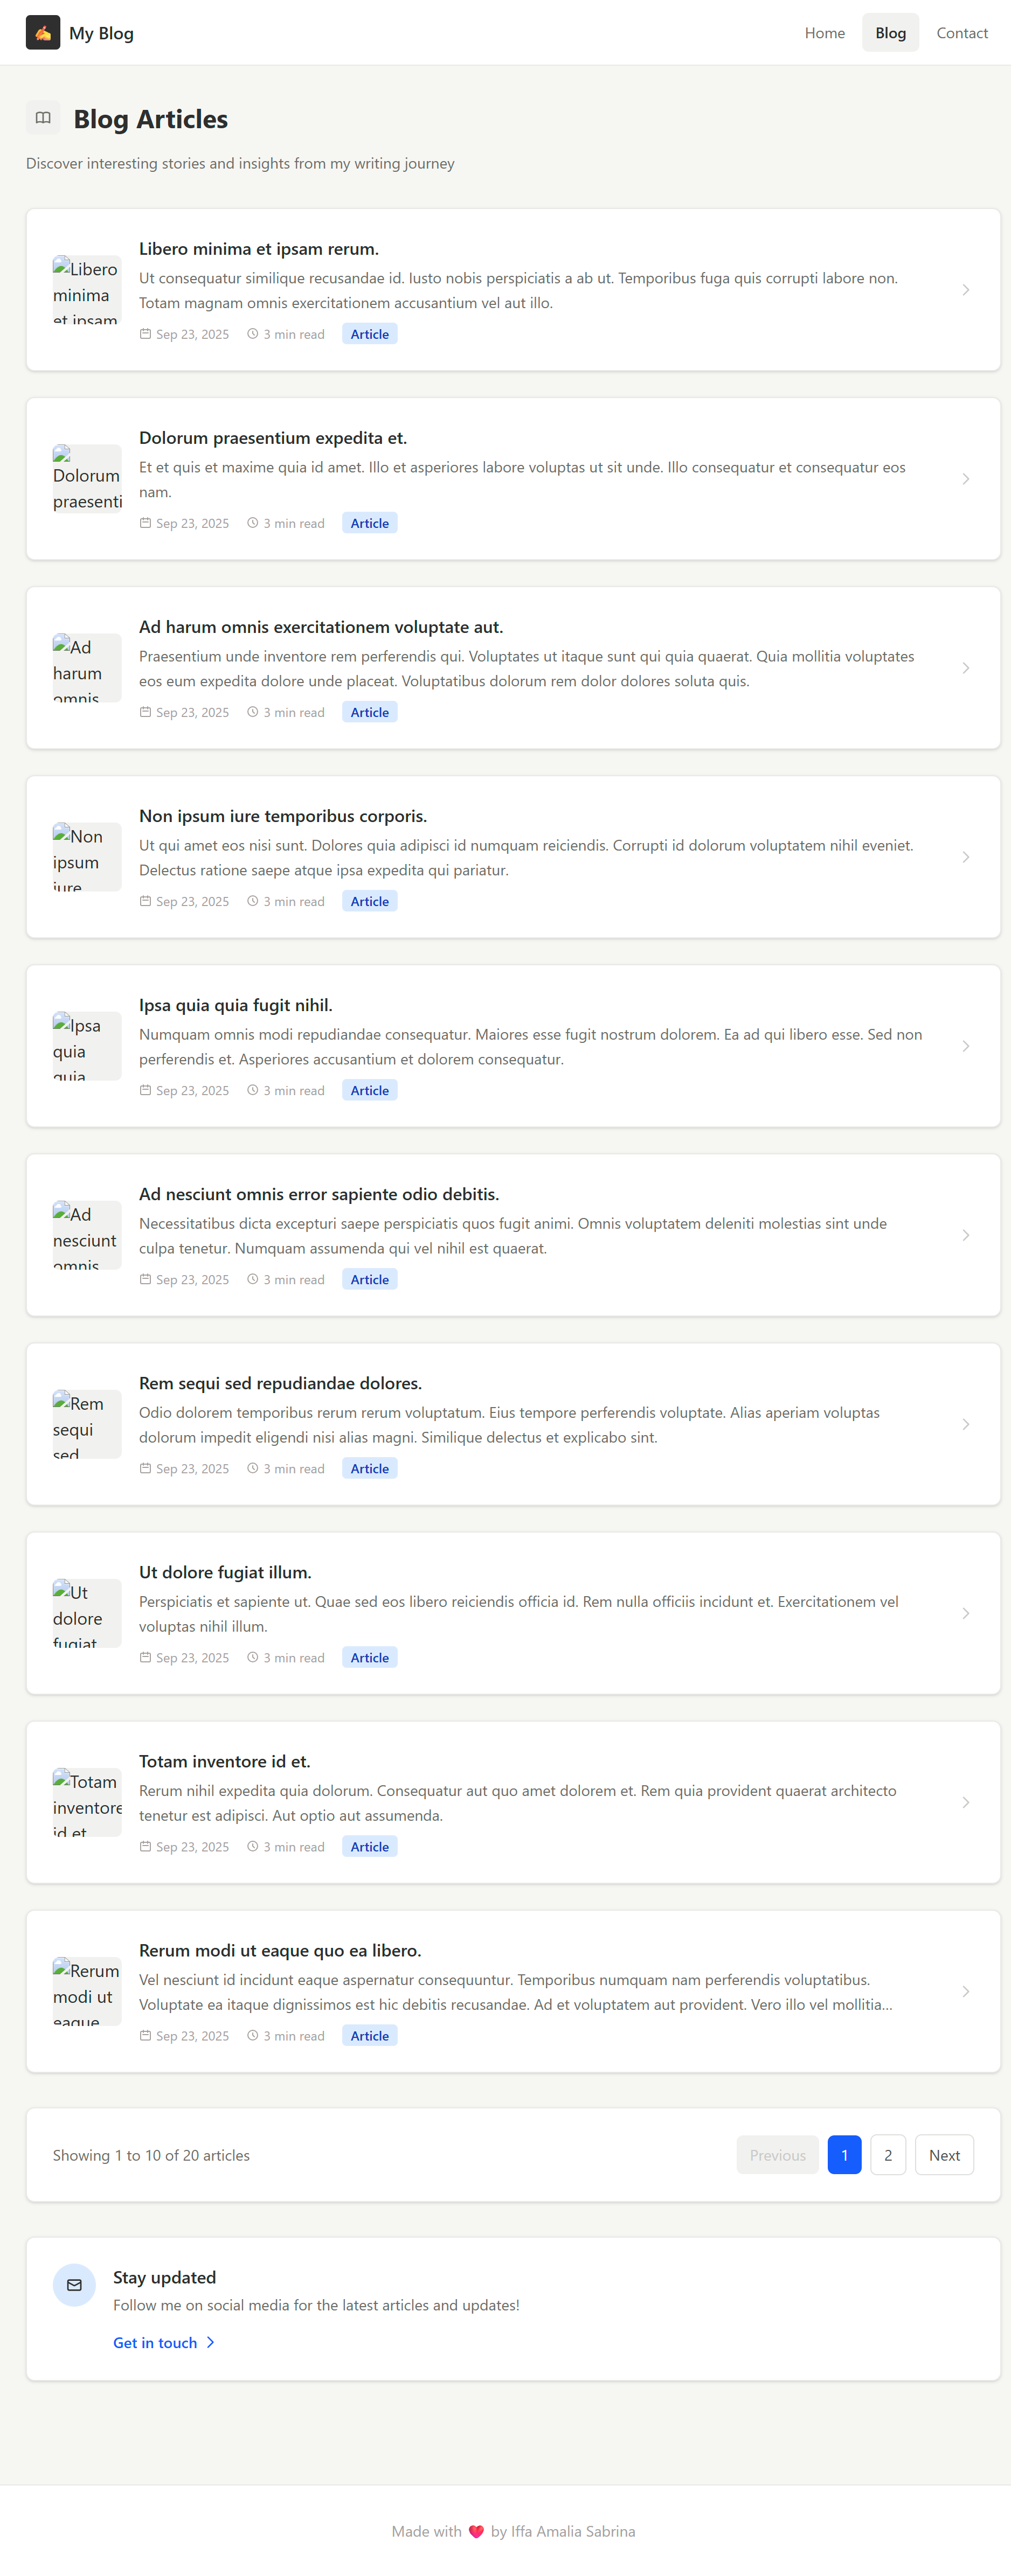 ✍️ My Blog
Home Blog Contact
Blog Articles
Discover interesting stories and insights from my writing journey
Libero
minima
et ipsam
Libero minima et ipsam rerum.
Ut consequatur similique recusandae id. Iusto nobis perspiciatis a ab ut. Temporibus fuga quis corrupti labore non.
Totam magnam omnis exercitationem accusantium vel aut illo.
Sep 23, 2025 3 min read Article
Dolorum
praesenti
Dolorum praesentium expedita et.
Et et quis et maxime quia id amet. Illo et asperiores labore voluptas ut sit unde. Illo consequatur et consequatur eos
nam.
Sep 23, 2025 3 min read Article
Ad
harum
omnis
Ad harum omnis exercitationem voluptate aut.
Praesentium unde inventore rem perferendis qui. Voluptates ut itaque sunt qui quia quaerat. Quia mollitia voluptates
eos eum expedita dolore unde placeat. Voluptatibus dolorum rem dolor dolores soluta quis.
Sep 23, 2025 3 min read Article
Non
ipsum
iure
Non ipsum iure temporibus corporis.
Ut qui amet eos nisi sunt. Dolores quia adipisci id numquam reiciendis. Corrupti id dolorum voluptatem nihil eveniet.
Delectus ratione saepe atque ipsa expedita qui pariatur.
Sep 23, 2025 3 min read Article
Ipsa
quia
quia
Ipsa quia quia fugit nihil.
Numquam omnis modi repudiandae consequatur. Maiores esse fugit nostrum dolorem. Ea ad qui libero esse. Sed non
perferendis et. Asperiores accusantium et dolorem consequatur.
Sep 23, 2025 3 min read Article
Ad
nesciunt
omnis
Ad nesciunt omnis error sapiente odio debitis.
Necessitatibus dicta excepturi saepe perspiciatis quos fugit animi. Omnis voluptatem deleniti molestias sint unde
culpa tenetur. Numquam assumenda qui vel nihil est quaerat.
Sep 23, 2025 3 min read Article
Rem
sequi
sed
Rem sequi sed repudiandae dolores.
Odio dolorem temporibus rerum rerum voluptatum. Eius tempore perferendis voluptate. Alias aperiam voluptas
dolorum impedit eligendi nisi alias magni. Similique delectus et explicabo sint.
Sep 23, 2025 3 min read Article
Ut
dolore
fugiat
Ut dolore fugiat illum.
Perspiciatis et sapiente ut. Quae sed eos libero reiciendis officia id. Rem nulla officiis incidunt et. Exercitationem vel
voluptas nihil illum.
Sep 23, 2025 3 min read Article
Totam
inventore
id et
Totam inventore id et.
Rerum nihil expedita quia dolorum. Consequatur aut quo amet dolorem et. Rem quia provident quaerat architecto
tenetur est adipisci. Aut optio aut assumenda.
Sep 23, 2025 3 min read Article
Rerum
modi ut
eaque
Rerum modi ut eaque quo ea libero.
Vel nesciunt id incidunt eaque aspernatur consequuntur. Temporibus numquam nam perferendis voluptatibus.
Voluptate ea itaque dignissimos est hic debitis recusandae. Ad et voluptatem aut provident. Vero illo vel mollitia...
Sep 23, 2025 3 min read Article
Showing 1 to 10 of 20 articles
Previous 1 2 Next
Stay updated
Follow me on social media for the latest articles and updates!
Get in touch
Made with ❤️ by Iffa Amalia Sabrina